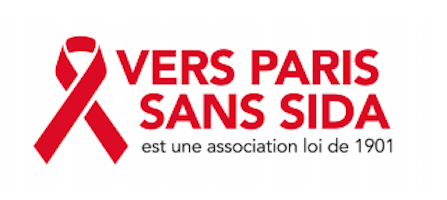 VERS PARIS
SANS SIDA
est une association loi de 1901